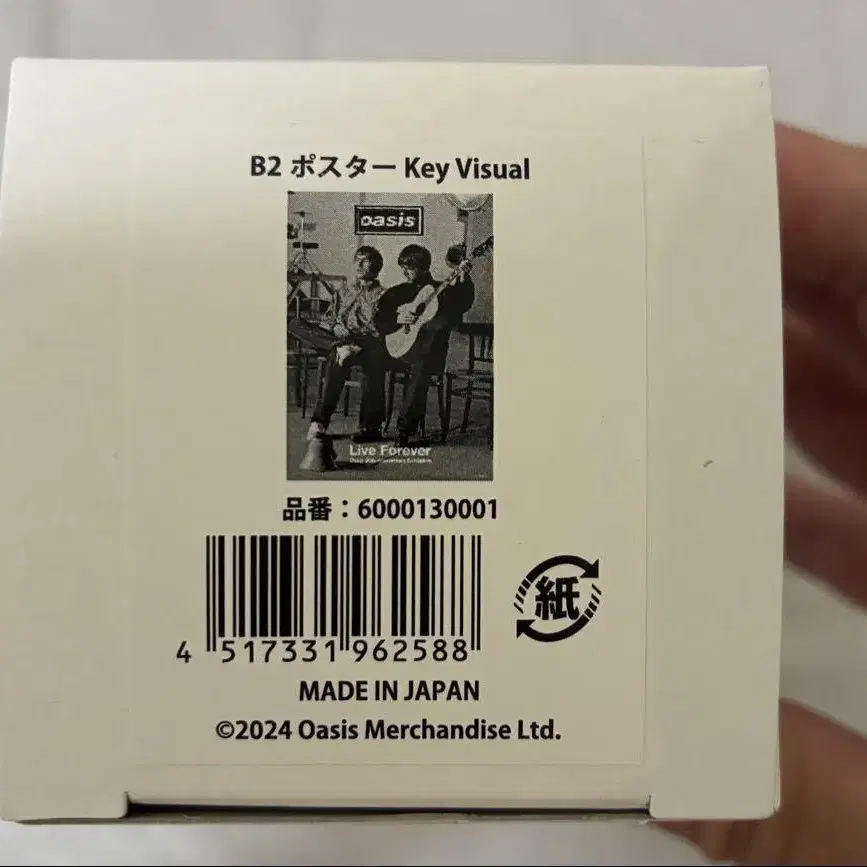 B2 ポスター Key Visual
oasis
Live Forever
品番：6000130001
紙
4 517331 962588
MADE IN JAPAN
©2024 Oasis Merchandise Ltd.